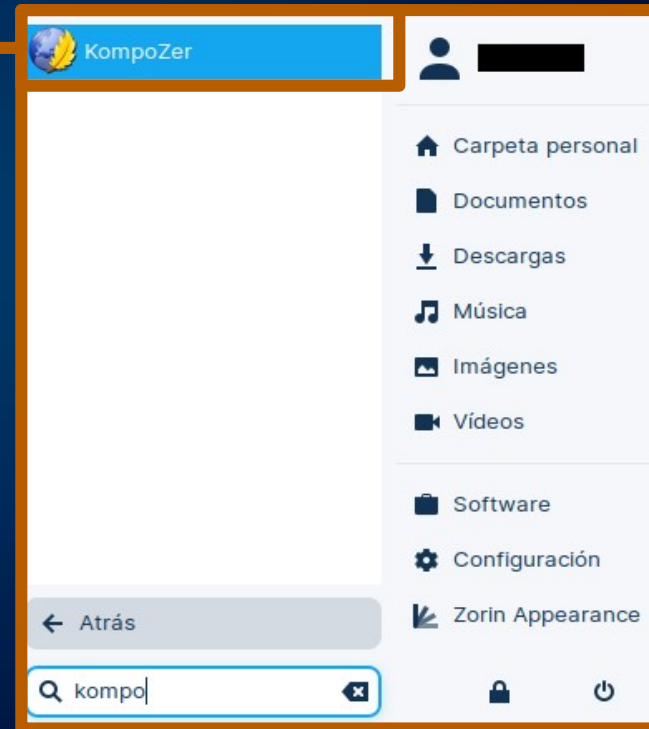 KompoZer
Carpeta personal
Documentos
Descargas
Música
Imágenes
Vídeos
Software
Configuración
Zorin Appearance
Atrás
kompo